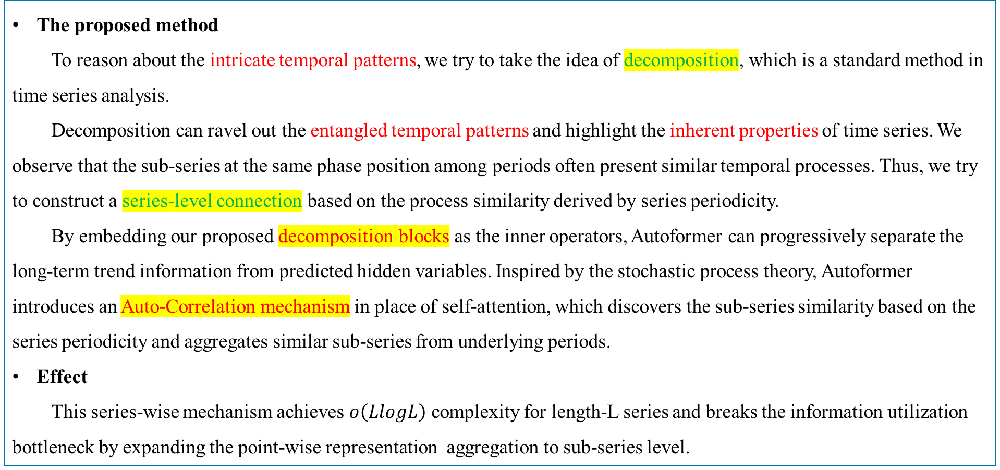 • The proposed method
To reason about the intricate temporal patterns, we try to take the idea of decomposition, which is a standard method in
time series analysis.
Decomposition can ravel out the entangled temporal patterns and highlight the inherent properties of time series. We
observe that the sub-series at the same phase position among periods often present similar temporal processes. Thus, we try
to construct a series-level connection based on the process similarity derived by series periodicity.
By embedding our proposed decomposition blocks as the inner operators, Autoformer can progressively separate the
long-term trend information from predicted hidden variables. Inspired by the stochastic process theory, Autoformer
introduces an Auto-Correlation mechanism in place of self-attention, which discovers the sub-series similarity based on the
series periodicity and aggregates similar sub-series from underlying periods.
• Effect
This series-wise mechanism achieves o(LlogL) complexity for length-L series and breaks the information utilization
bottleneck by expanding the point-wise representation aggregation to sub-series level.